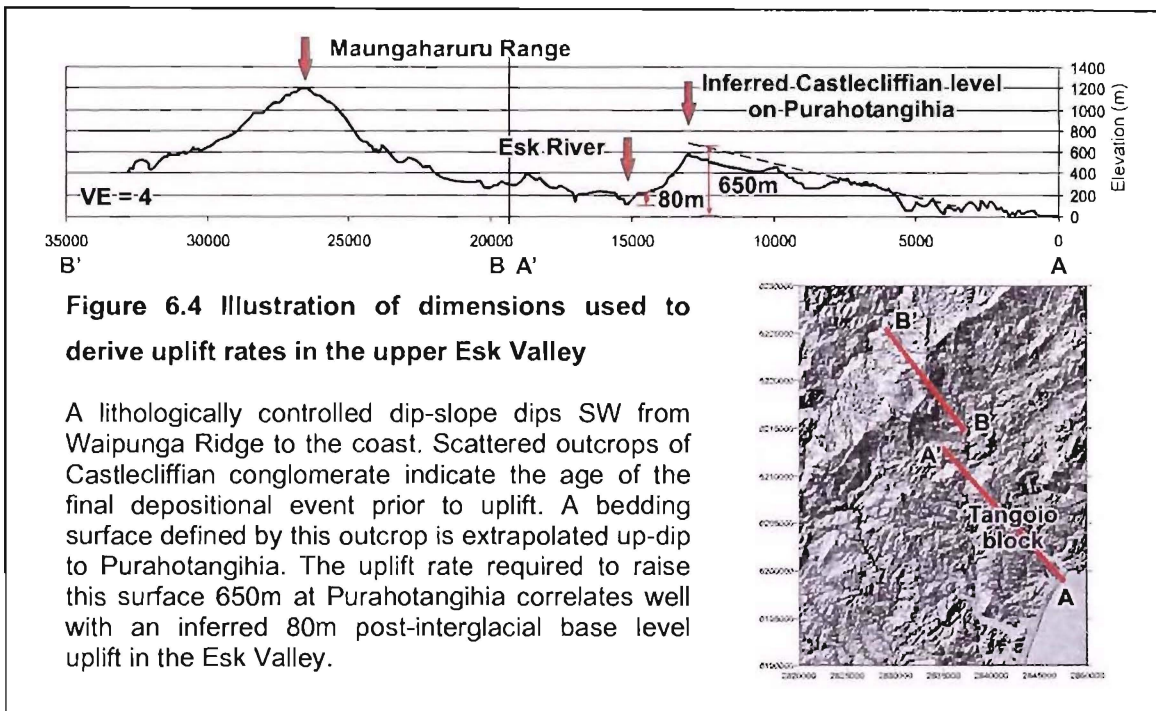 Maungaharuru Range
Inferred Castlecliffian level
on Purahotangihia
Esk River
650m
80m
VE = 4
1400
1200
1000
800
600
400
200
0
Elevation (m)
35000 30000 25000 20000 15000 10000 5000 0
B' B A' A
Figure 6.4 Illustration of dimensions used to
derive uplift rates in the upper Esk Valley
A lithologically controlled dip-slope dips SW from
Waipunga Ridge to the coast. Scattered outcrops of
Castlecliffian conglomerate indicate the age of the
final depositional event prior to uplift. A bedding
surface defined by this outcrop is extrapolated up-dip
to Purahotangihia. The uplift rate required to raise
this surface 650m at Purahotangihia correlates well
with an inferred 80m post-interglacial base level
uplift in the Esk Valley.
B'
B
A'
Tangoio
block
A